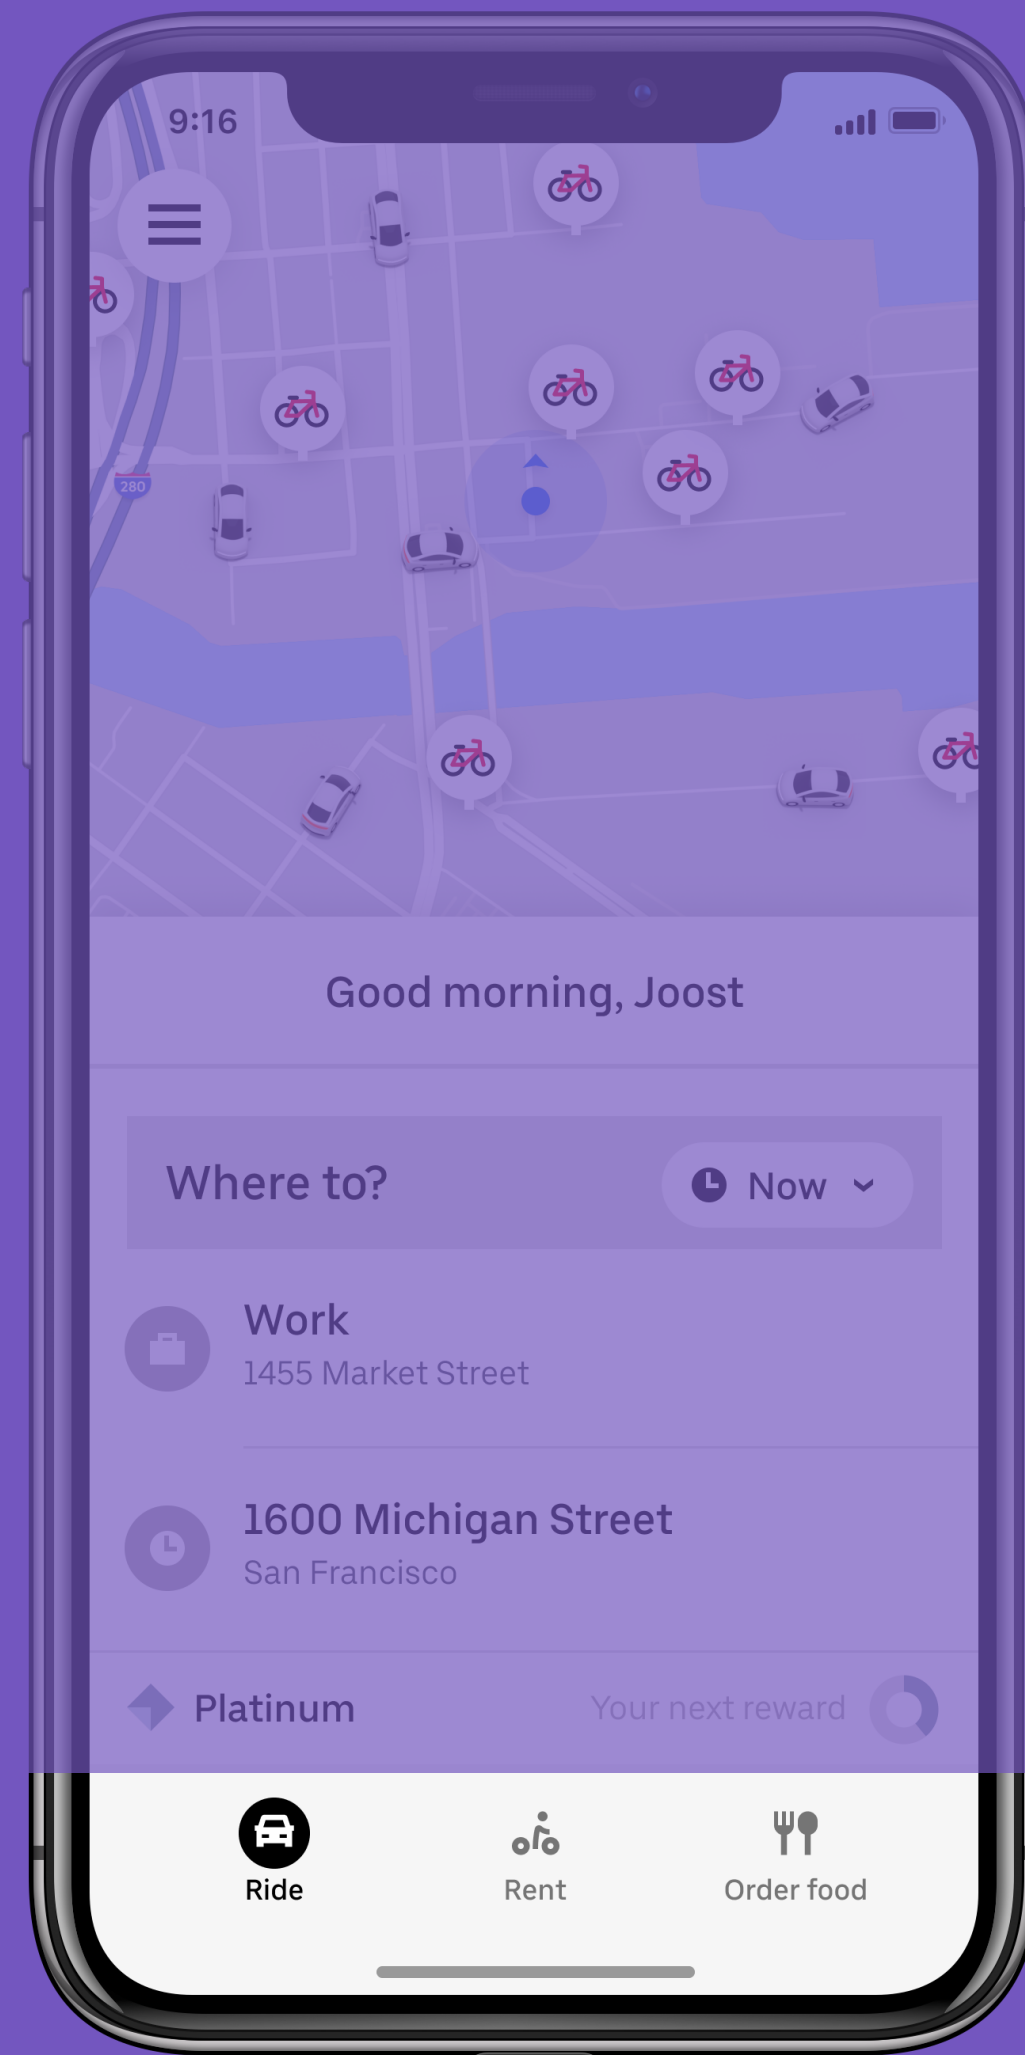 9:16
280
Good morning, Joost
Where to?
Now
Work
1455 Market Street
1600 Michigan Street
San Francisco
Platinum
Your next reward
Ride
Rent
Order food